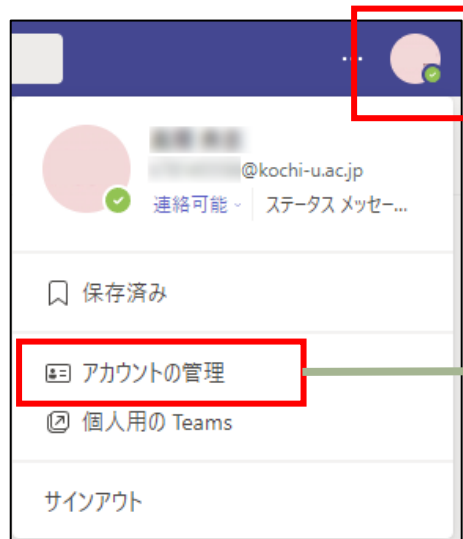 ...
@kochi-u.ac.jp
連絡可能 ステータス メッセー...
保存済み
アカウントの管理
個人用の Teams
サインアウト